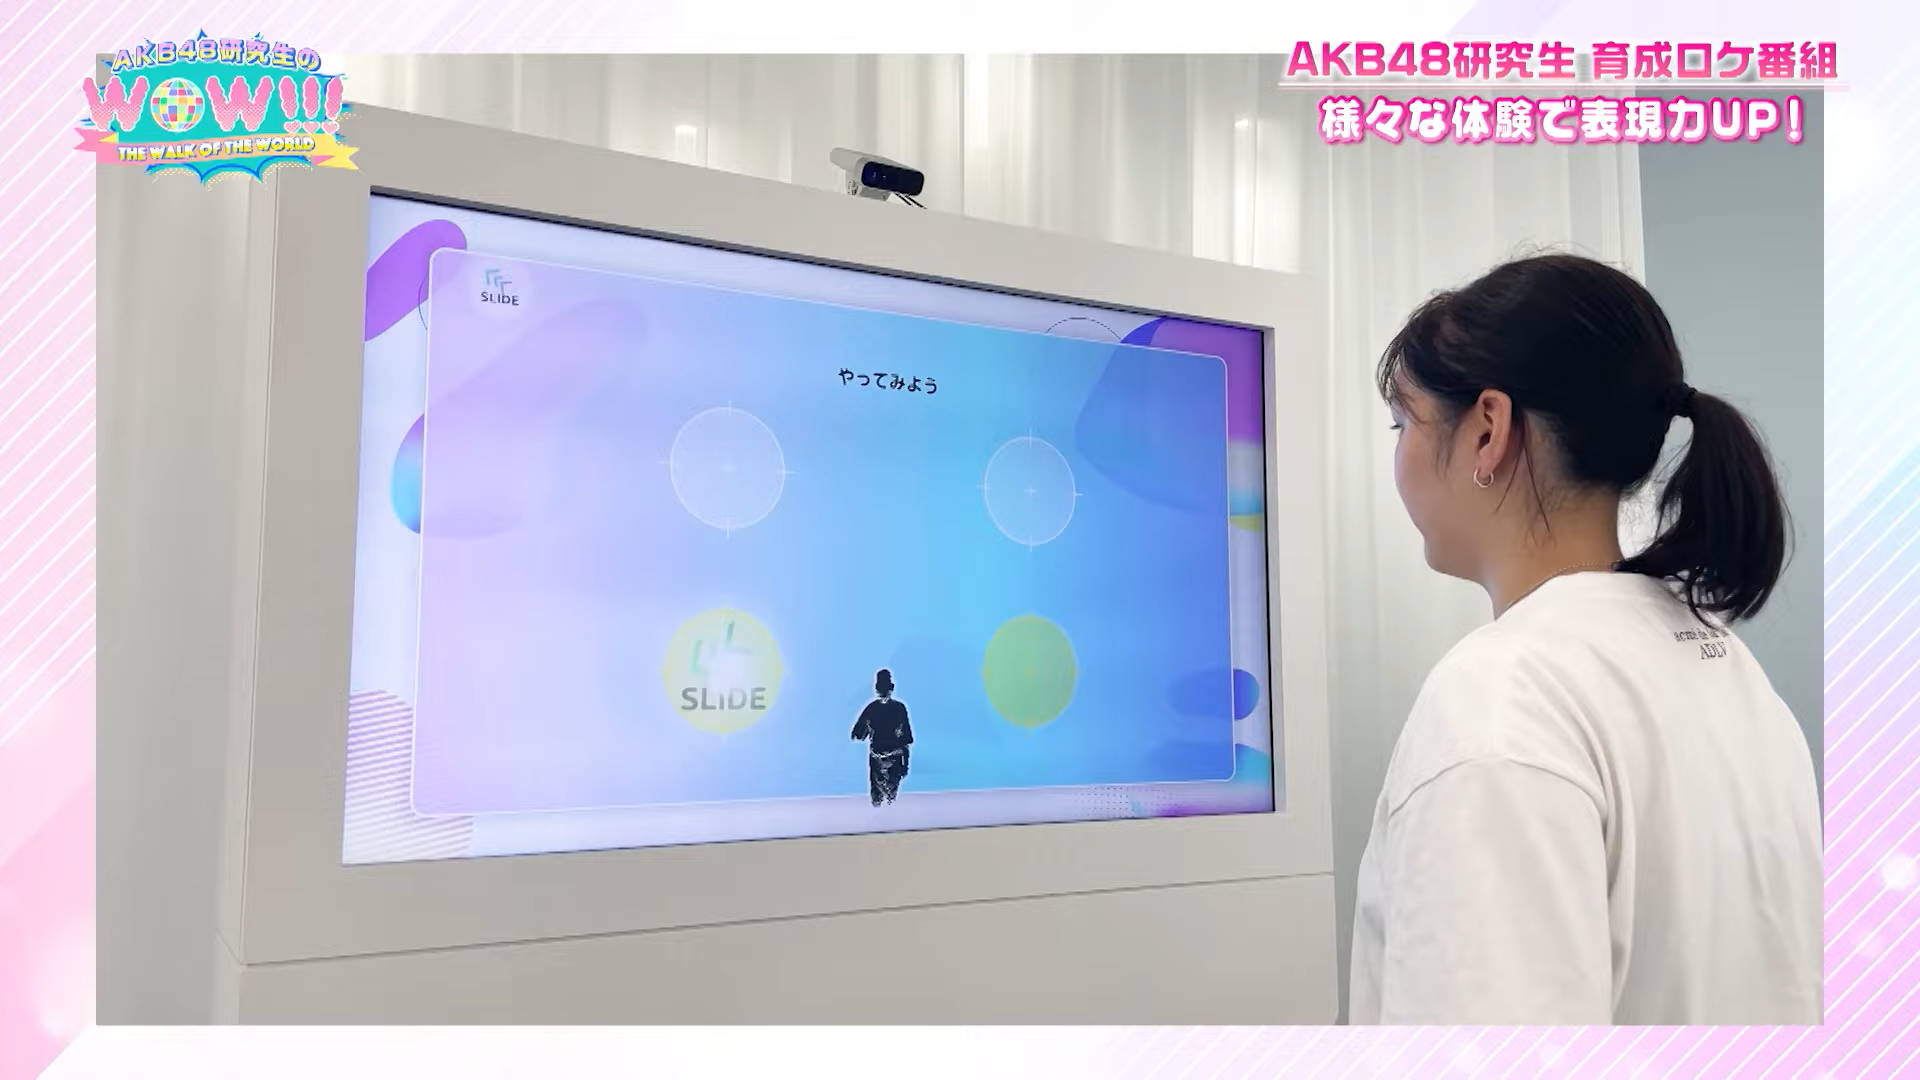 AKB48研究生の
WOW!!!
THE WALK OF THE WORLD
AKB48研究生 育成ロケ番組
様々な体験で表現力UP!
SLIDE
やってみよう
SLIDE